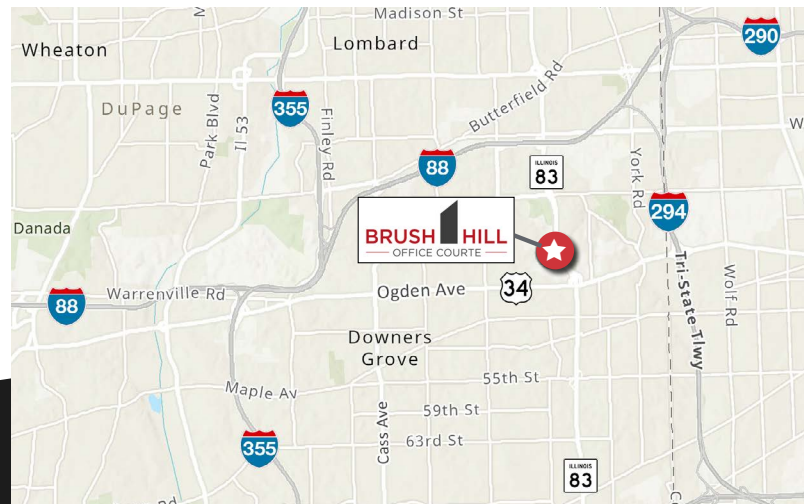 Madison St
Wheaton
Lombard
290
DuPage
Park Blvd
Il 53
355
Finley Rd
Butterfield Rd
W
88
ILLINOIS
83
York Rd
294
Danada
BRUSH HILL
OFFICE COURTE
88
Warrenville Rd
Ogden Ave
34
Tri-State Tlwy
Wolf Rd
Downers
Grove
Maple Av
55th St
Cass Ave
59th St
63rd St
355
ILLINOIS
83